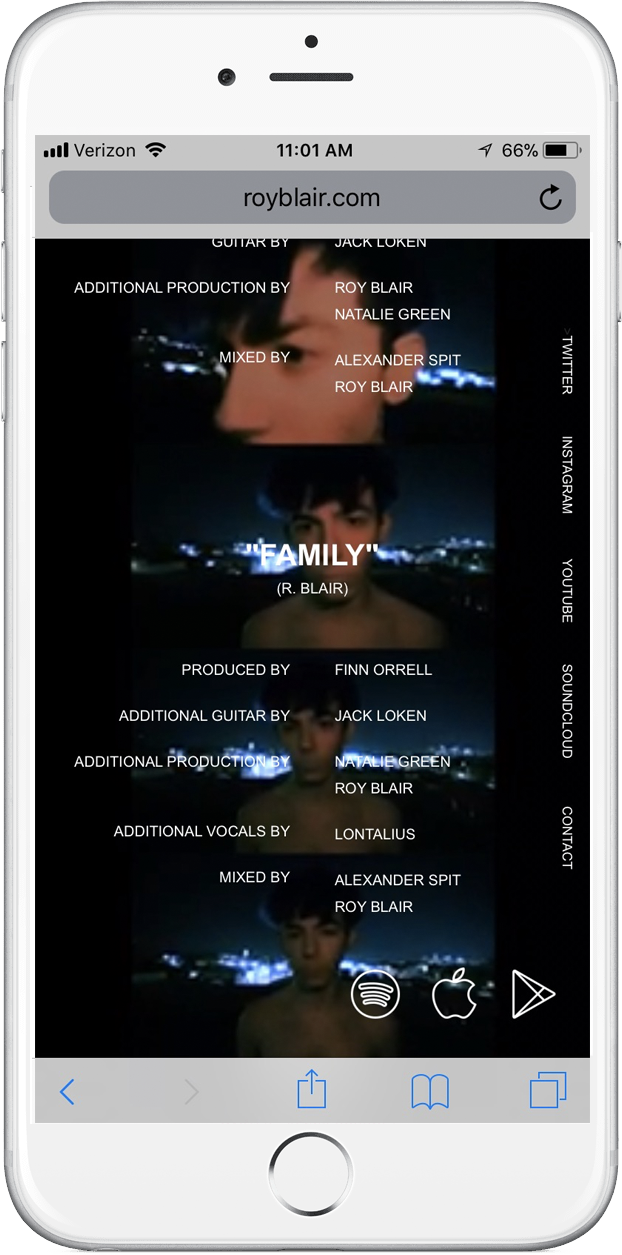 Verizon 11:01 AM 66%
royblair.com
GUITAR BY JACK LOKEN
ADDITIONAL PRODUCTION BY ROY BLAIR
NATALIE GREEN
MIXED BY ALEXANDER SPIT
ROY BLAIR
"FAMILY"
(R. BLAIR)
PRODUCED BY FINN ORRELL
ADDITIONAL GUITAR BY JACK LOKEN
ADDITIONAL PRODUCTION BY NATALIE GREEN
ROY BLAIR
ADDITIONAL VOCALS BY LONTALIUS
MIXED BY ALEXANDER SPIT
ROY BLAIR
>TWITTER
INSTAGRAM
YOUTUBE
SOUNDCLOUD
CONTACT